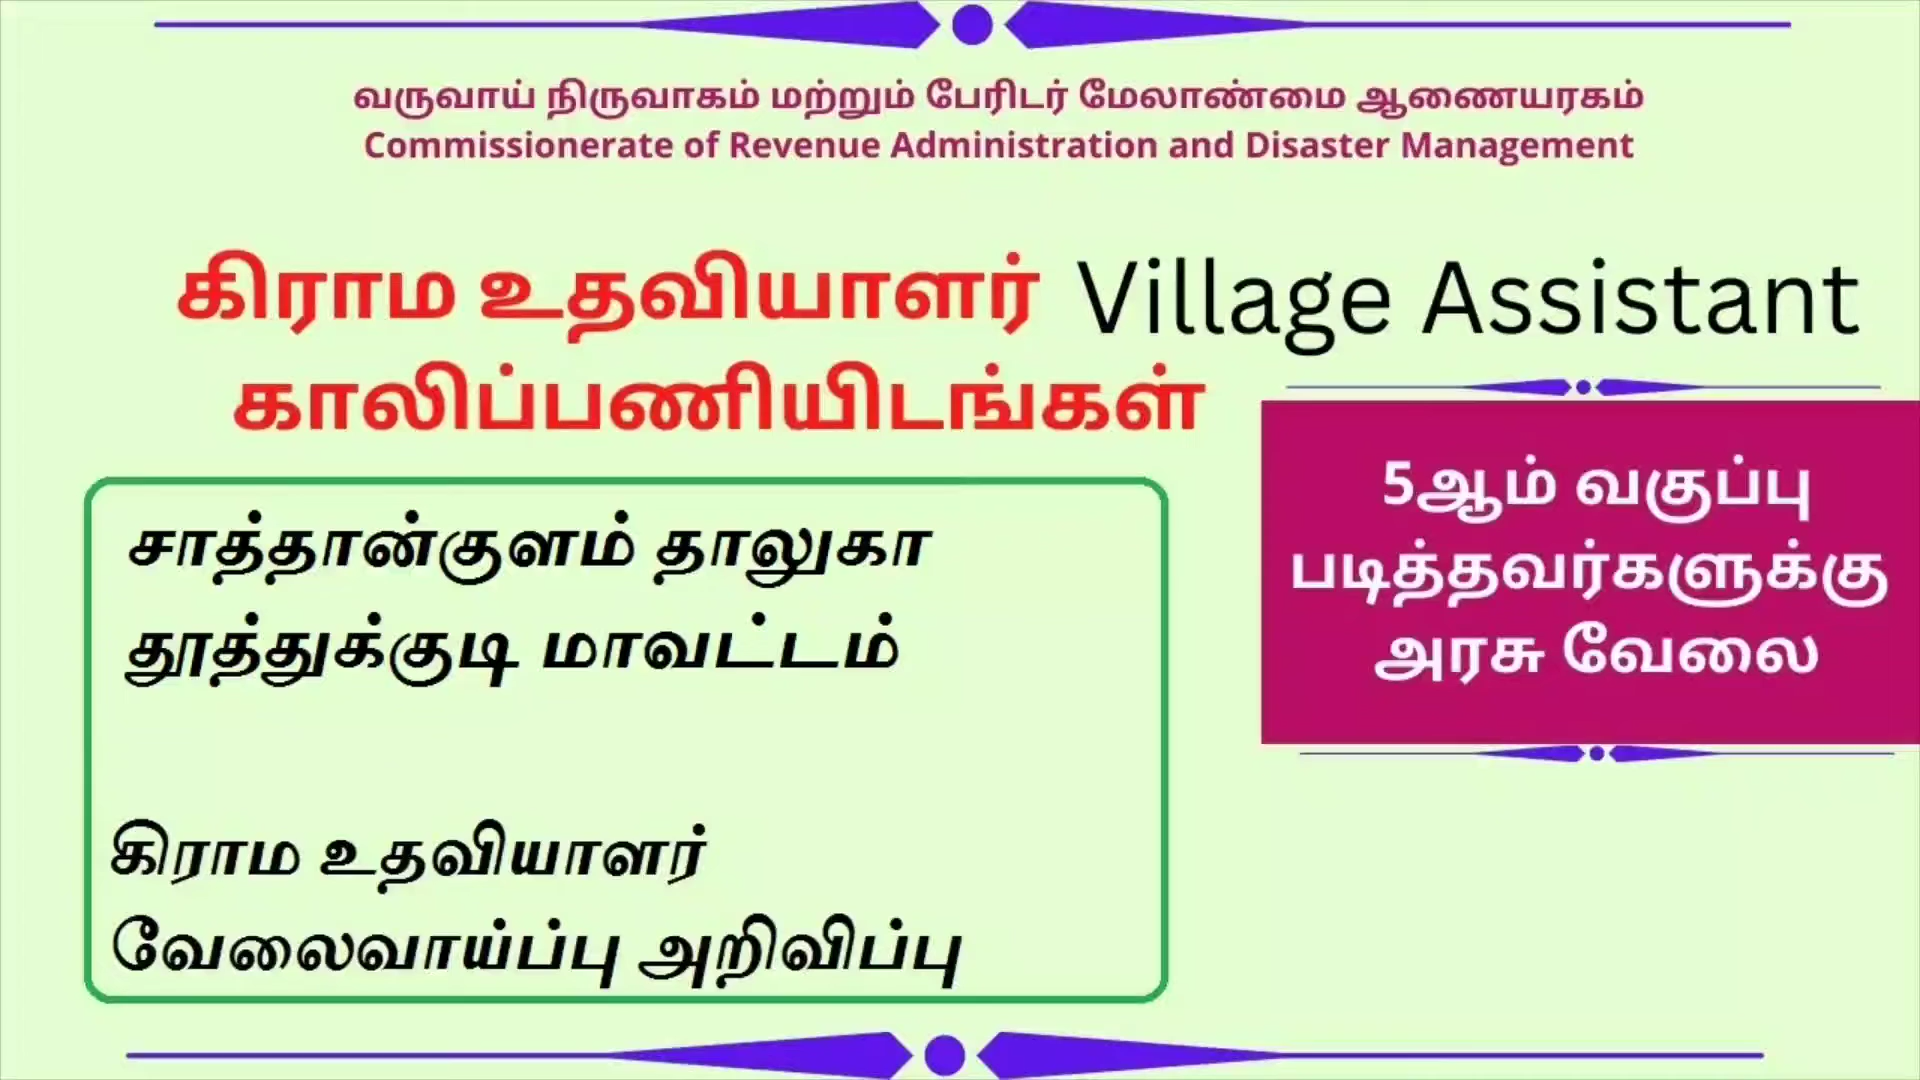 வருவாய் நிருவாகம் மற்றும் பேரிடர் மேலாண்மை ஆணையரகம்
Commissionerate of Revenue Administration and Disaster Management
கிராம உதவியாளர் Village Assistant
காலிப்பணியிடங்கள்
5ஆம் வகுப்பு
படித்தவர்களுக்கு
அரசு வேலை
சாத்தான்குளம் தாலுகா
தூத்துக்குடி மாவட்டம்
கிராம உதவியாளர்
வேலைவாய்ப்பு அறிவிப்பு